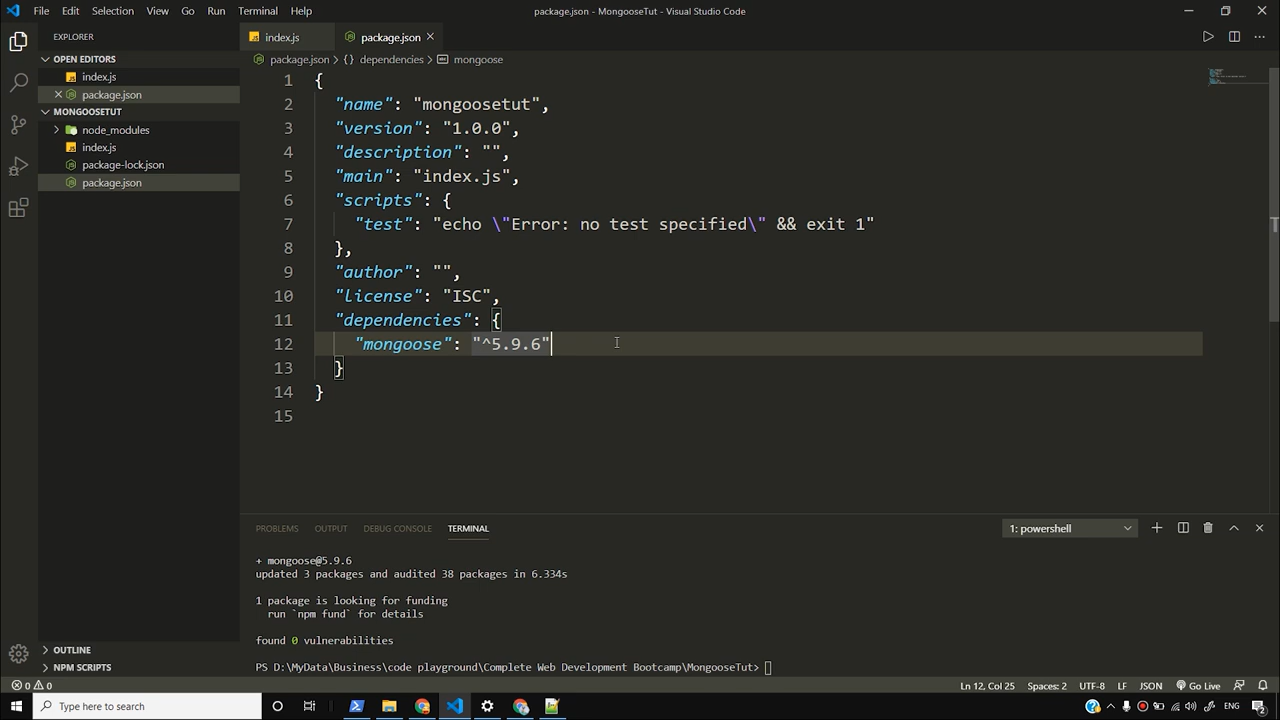 File Edit Selection View Go Run Terminal Help
package.json - MongooseTut - Visual Studio Code
EXPLORER
OPEN EDITORS
index.js
package.json
MONGOOSETUT
node_modules
index.js
package-lock.json
package.json
OUTLINE
NPM SCRIPTS
index.js
package.json
package.json > {} dependencies > mongoose
1 {
2 "name": "mongoosetut",
3 "version": "1.0.0",
4 "description": "",
5 "main": "index.js",
6 "scripts": {
7 "test": "echo \"Error: no test specified\" && exit 1"
8 },
9 "author": "",
10 "license": "ISC",
11 "dependencies": {
12 "mongoose": "^5.9.6"
13 }
14 }
15
PROBLEMS OUTPUT DEBUG CONSOLE TERMINAL
1: powershell
+ mongoose@5.9.6
updated 3 packages and audited 38 packages in 6.334s
1 package is looking for funding
run `npm fund` for details
found 0 vulnerabilities
PS D:\MyData\Business\code playground\Complete Web Development Bootcamp\MongooseTut>
0 0
Ln 12, Col 25 Spaces: 2 UTF-8 LF JSON Go Live
Type here to search
ENG
2